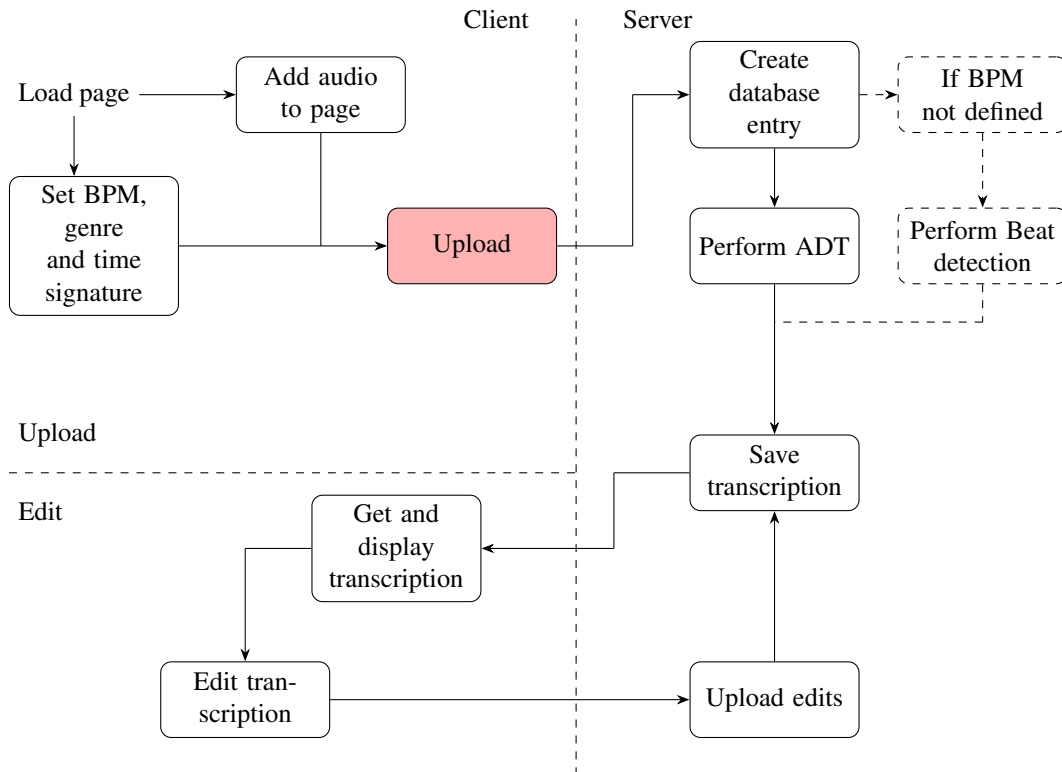 Client
Server
Load page
Add audio
to page
Create
database
entry
If BPM
not defined
Set BPM,
genre
and time
signature
Upload
Perform ADT
Perform Beat
detection
Upload
Save
transcription
Edit
Get and
display
transcription
Edit tran-
scription
Upload edits